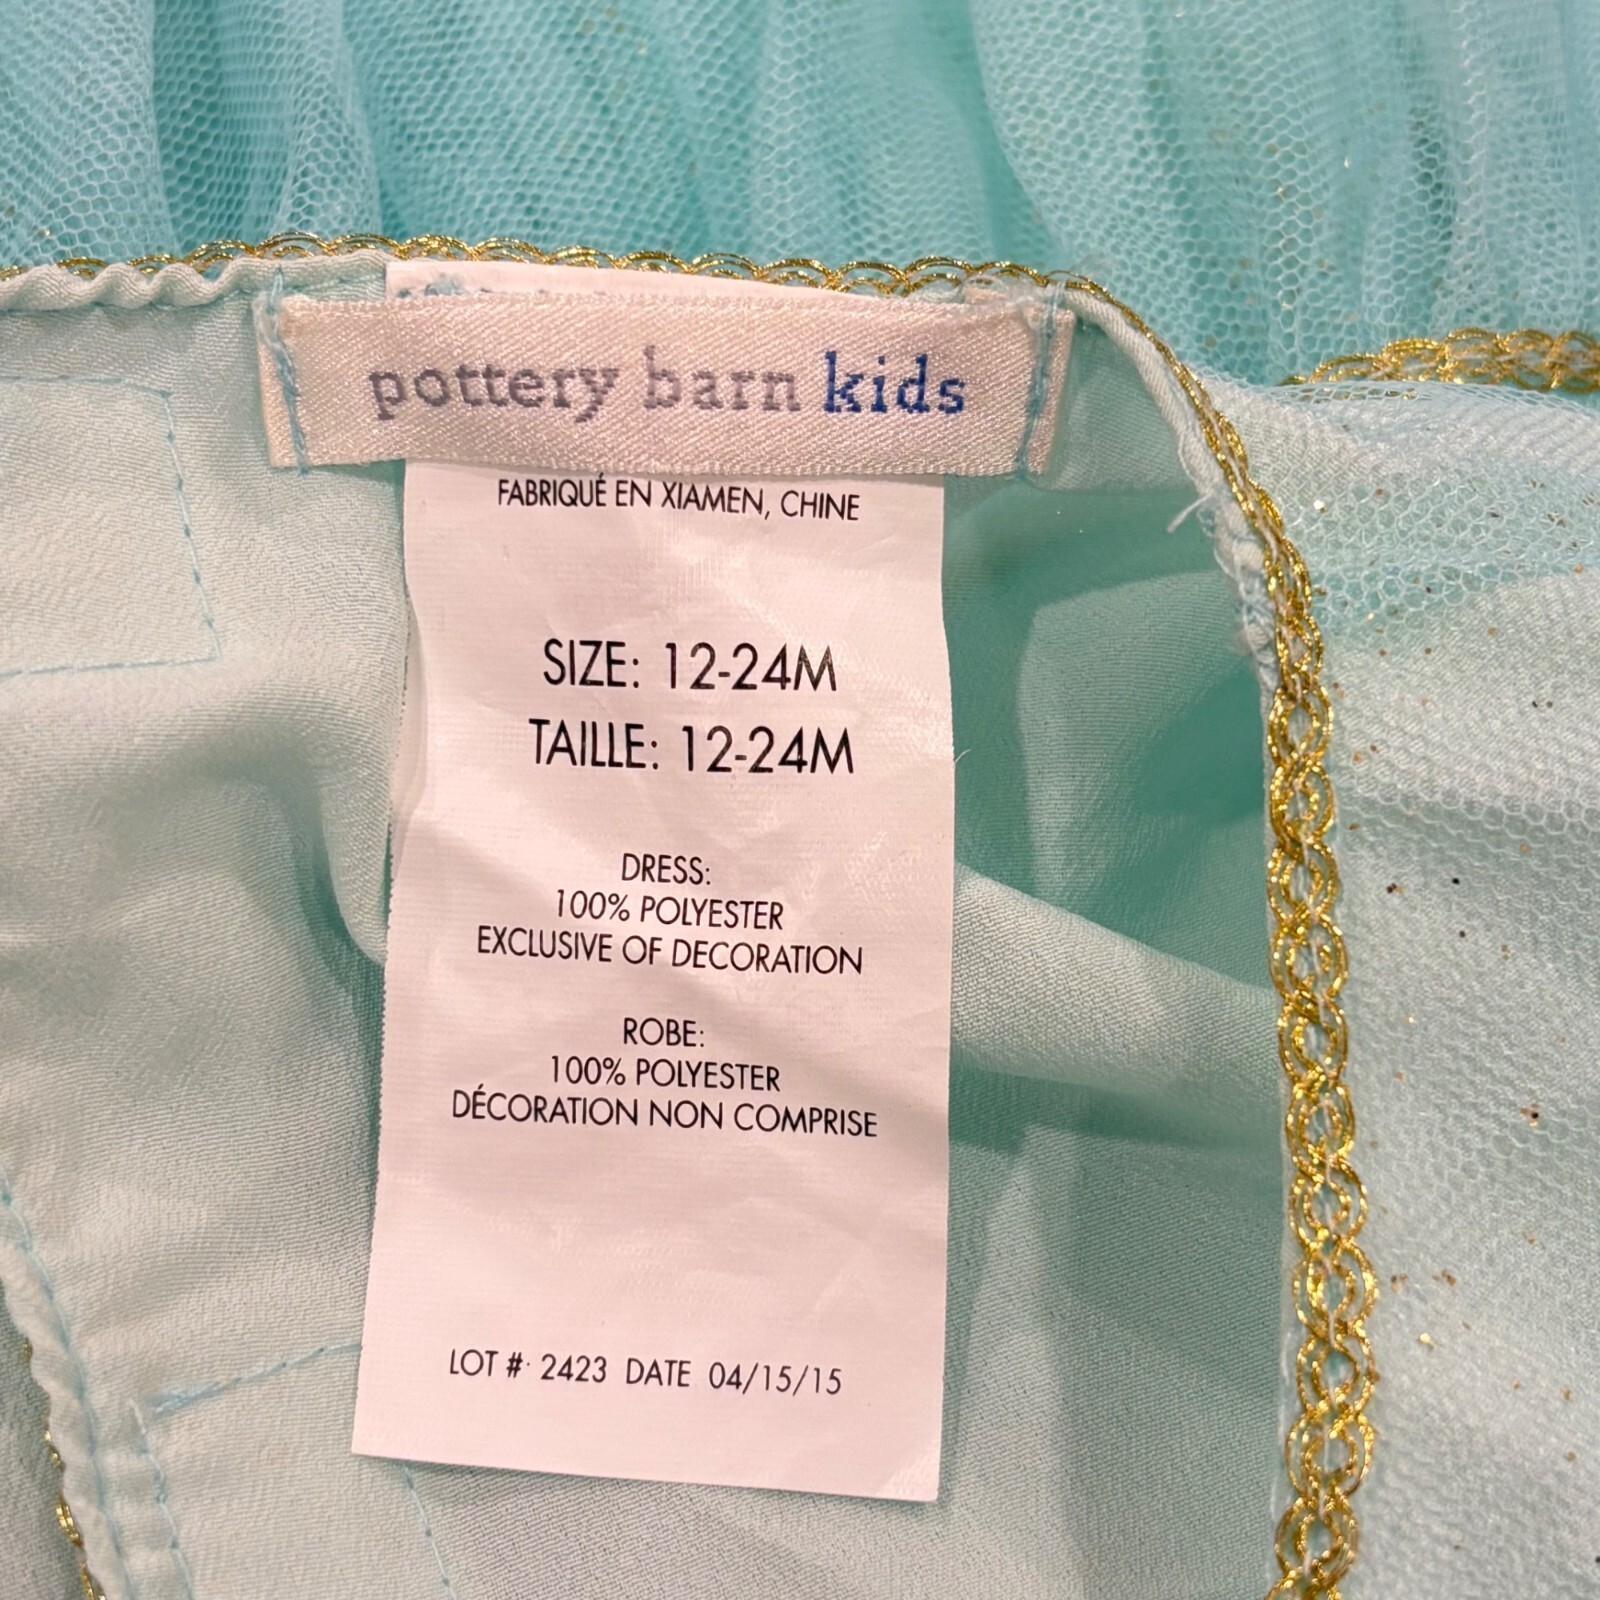 pottery barn kids
FABRIQUÉ EN XIAMEN, CHINE
SIZE: 12-24M
TAILLE: 12-24M
DRESS:
100% POLYESTER
EXCLUSIVE OF DECORATION
ROBE:
100% POLYESTER
DÉCORATION NON COMPRISE
LOT #: 2423 DATE 04/15/15